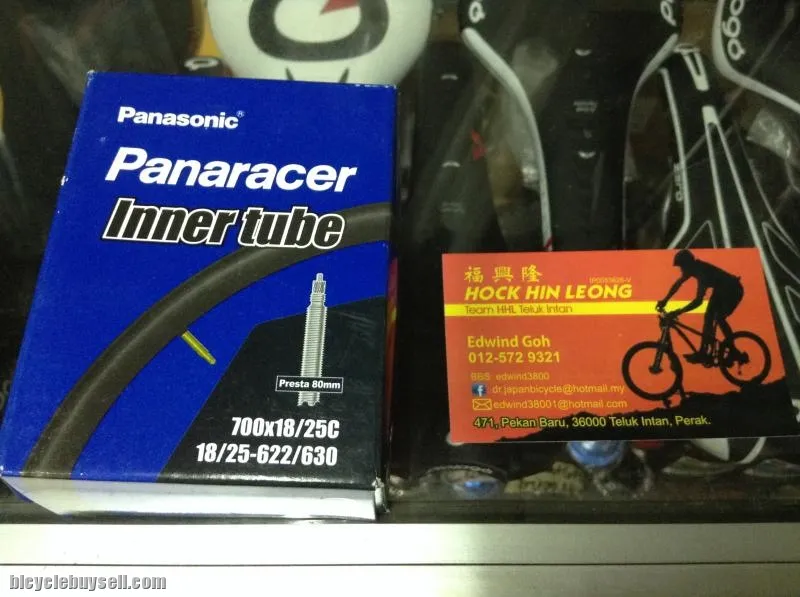 Panasonic®
Panaracer
Inner tube
Presta 80mm
700x18/25C
18/25-622/630
福興隆
HOCK HIN LEONG
Team HHL Teluk Intan
Edwind Goh
012-572 9321
BBS edwind3800
dr.japanbicycle@hotmail.my
edwind38001@hotmail.com
471, Pekan Baru, 36000 Teluk Intan, Perak.
bicyclebuysell.com